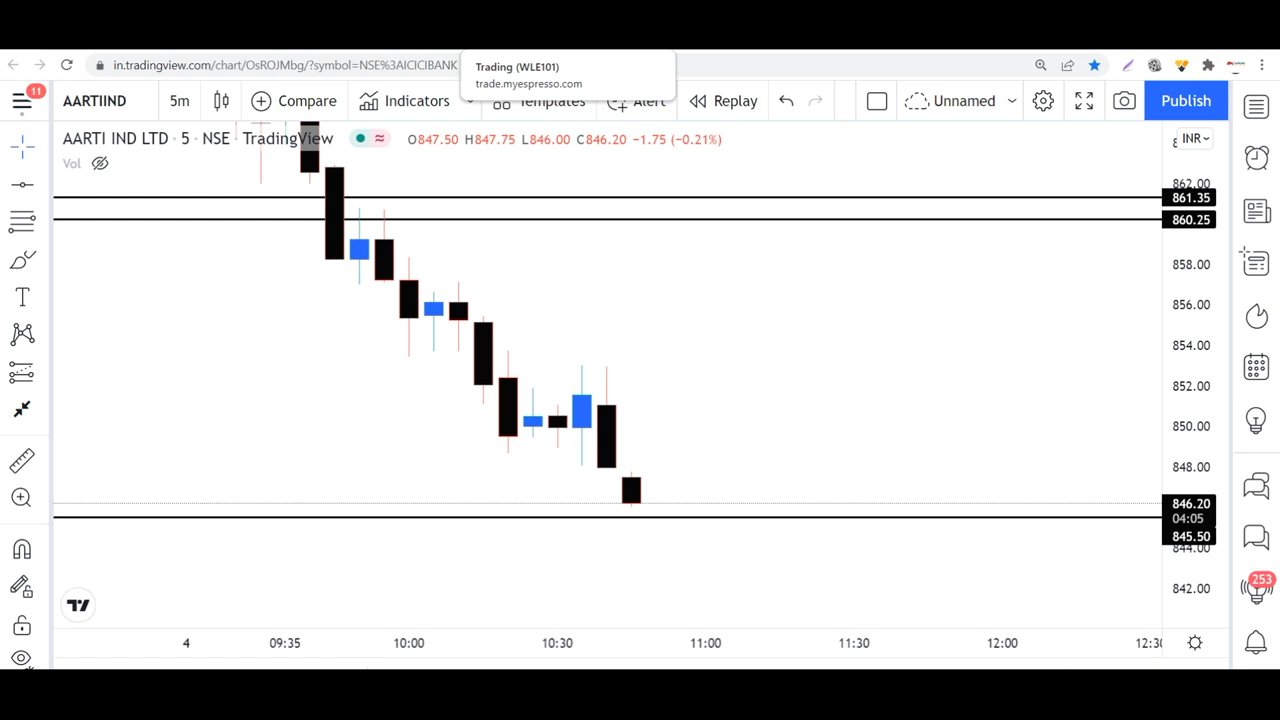 in.tradingview.com/chart/OsROJMbg/?symbol=NSE%3AICICIBANK
Trading (WLE101)
trade.myespresso.com
11
AARTIIND
5m
Compare
Indicators
Templates
Alert
Replay
Unnamed
Publish
AARTI IND LTD · 5 · NSE · TradingView
O847.50 H847.75 L846.00 C846.20 −1.75 (−0.21%)
INR
Vol
862.00
861.35
860.25
858.00
856.00
854.00
852.00
850.00
848.00
846.20
04:05
845.50
844.00
842.00
253
4
09:35
10:00
10:30
11:00
11:30
12:00